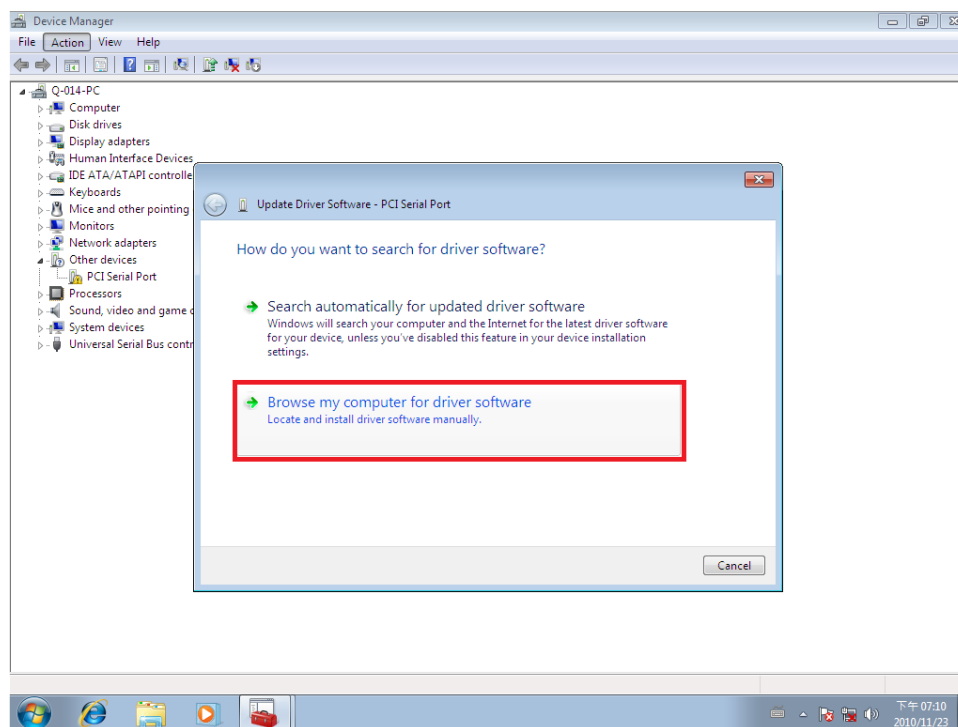 Device Manager
File Action View Help
Q-014-PC
Computer
Disk drives
Display adapters
Human Interface Devices
IDE ATA/ATAPI controlle
Keyboards
Mice and other pointing
Monitors
Network adapters
Other devices
PCI Serial Port
Processors
Sound, video and game c
System devices
Universal Serial Bus contr
Update Driver Software - PCI Serial Port
How do you want to search for driver software?
Search automatically for updated driver software
Windows will search your computer and the Internet for the latest driver software
for your device, unless you've disabled this feature in your device installation
settings.
Browse my computer for driver software
Locate and install driver software manually.
Cancel
下午 07:10
2010/11/23